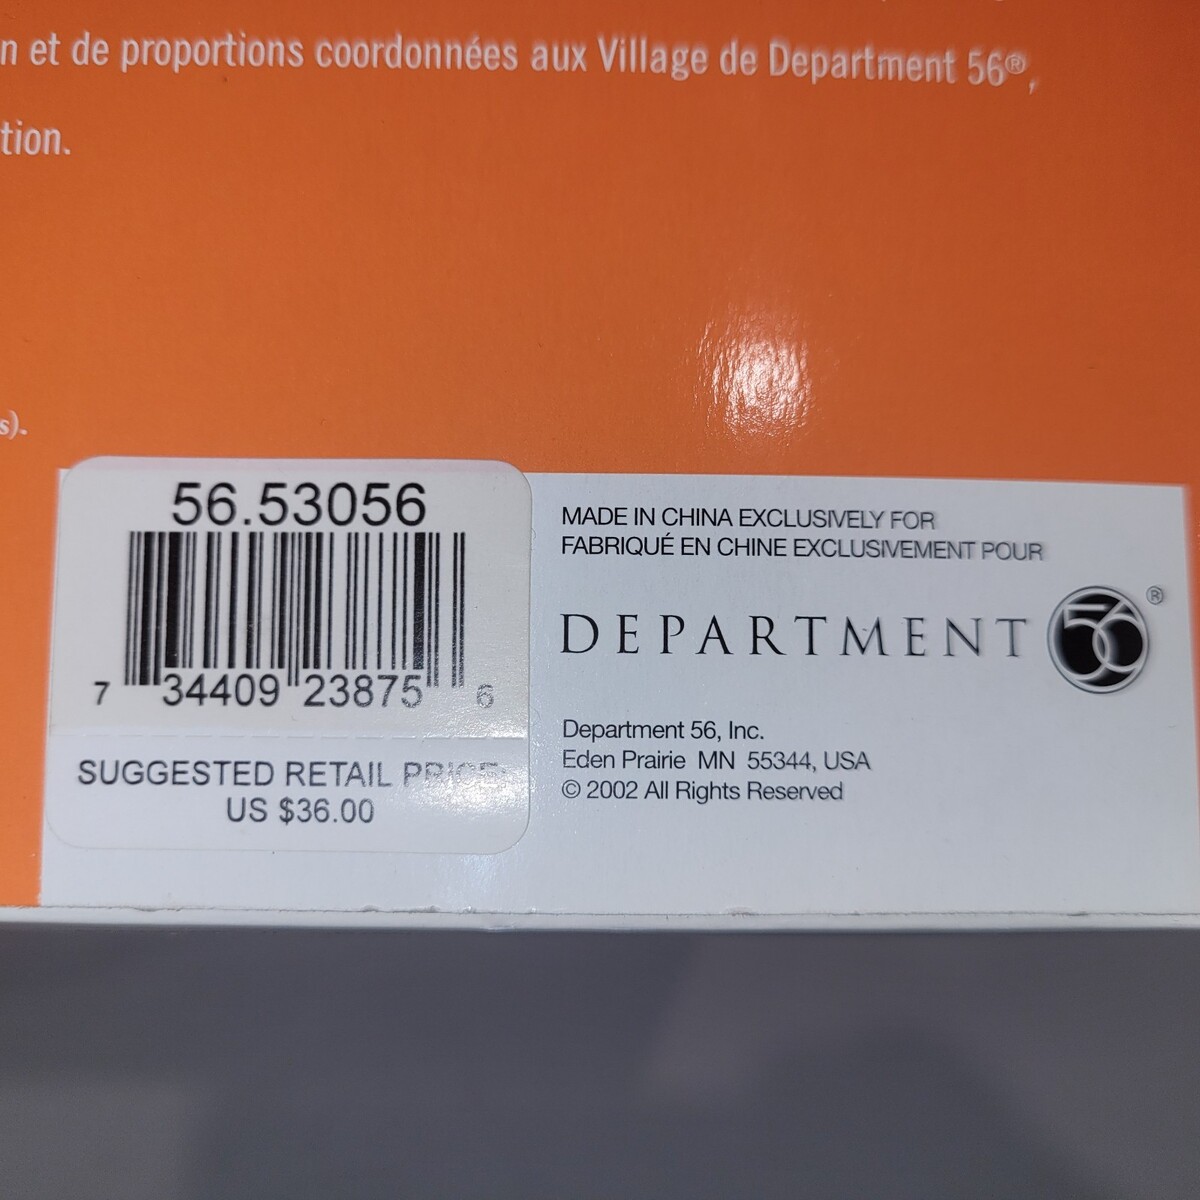 n et de proportions coordonnées aux Village de Department 56®,
tion.
s).
56.53056
7 34409 23875 6
SUGGESTED RETAIL PRICE:
US $36.00
MADE IN CHINA EXCLUSIVELY FOR
FABRIQUÉ EN CHINE EXCLUSIVEMENT POUR
DEPARTMENT 56®
Department 56, Inc.
Eden Prairie MN 55344, USA
© 2002 All Rights Reserved